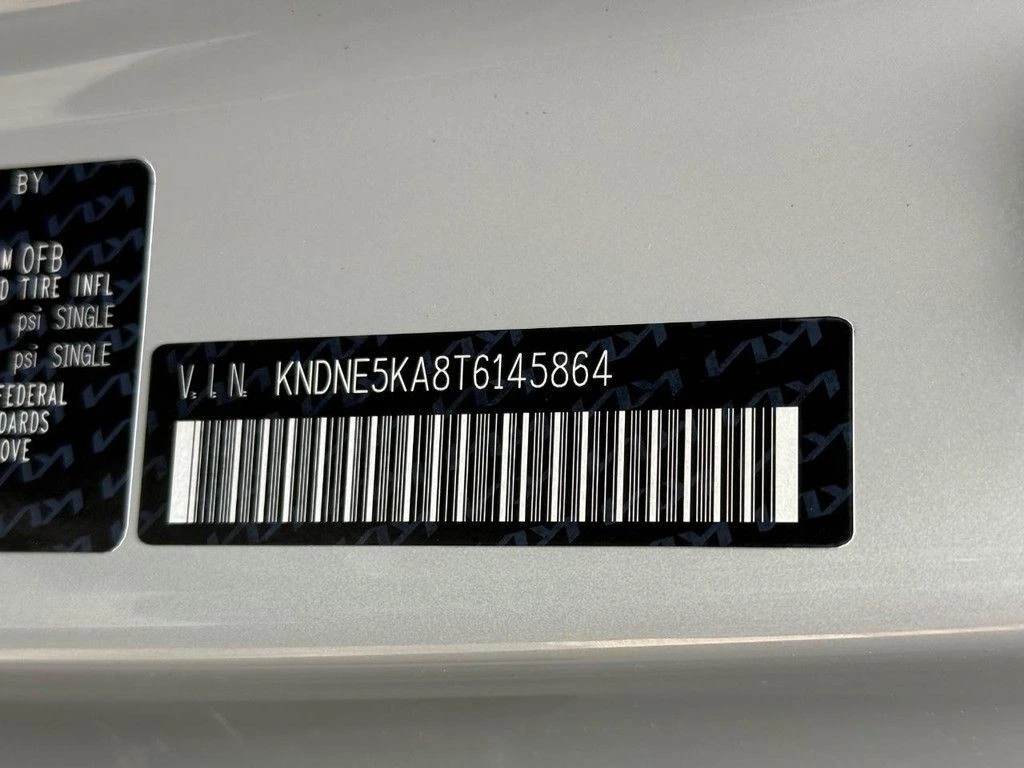 BY
M OFB
D TIRE INFL
psi SINGLE
psi SINGLE
FEDERAL
DARDS
OVE
V.I.N. KNDNE5KA8T6145864